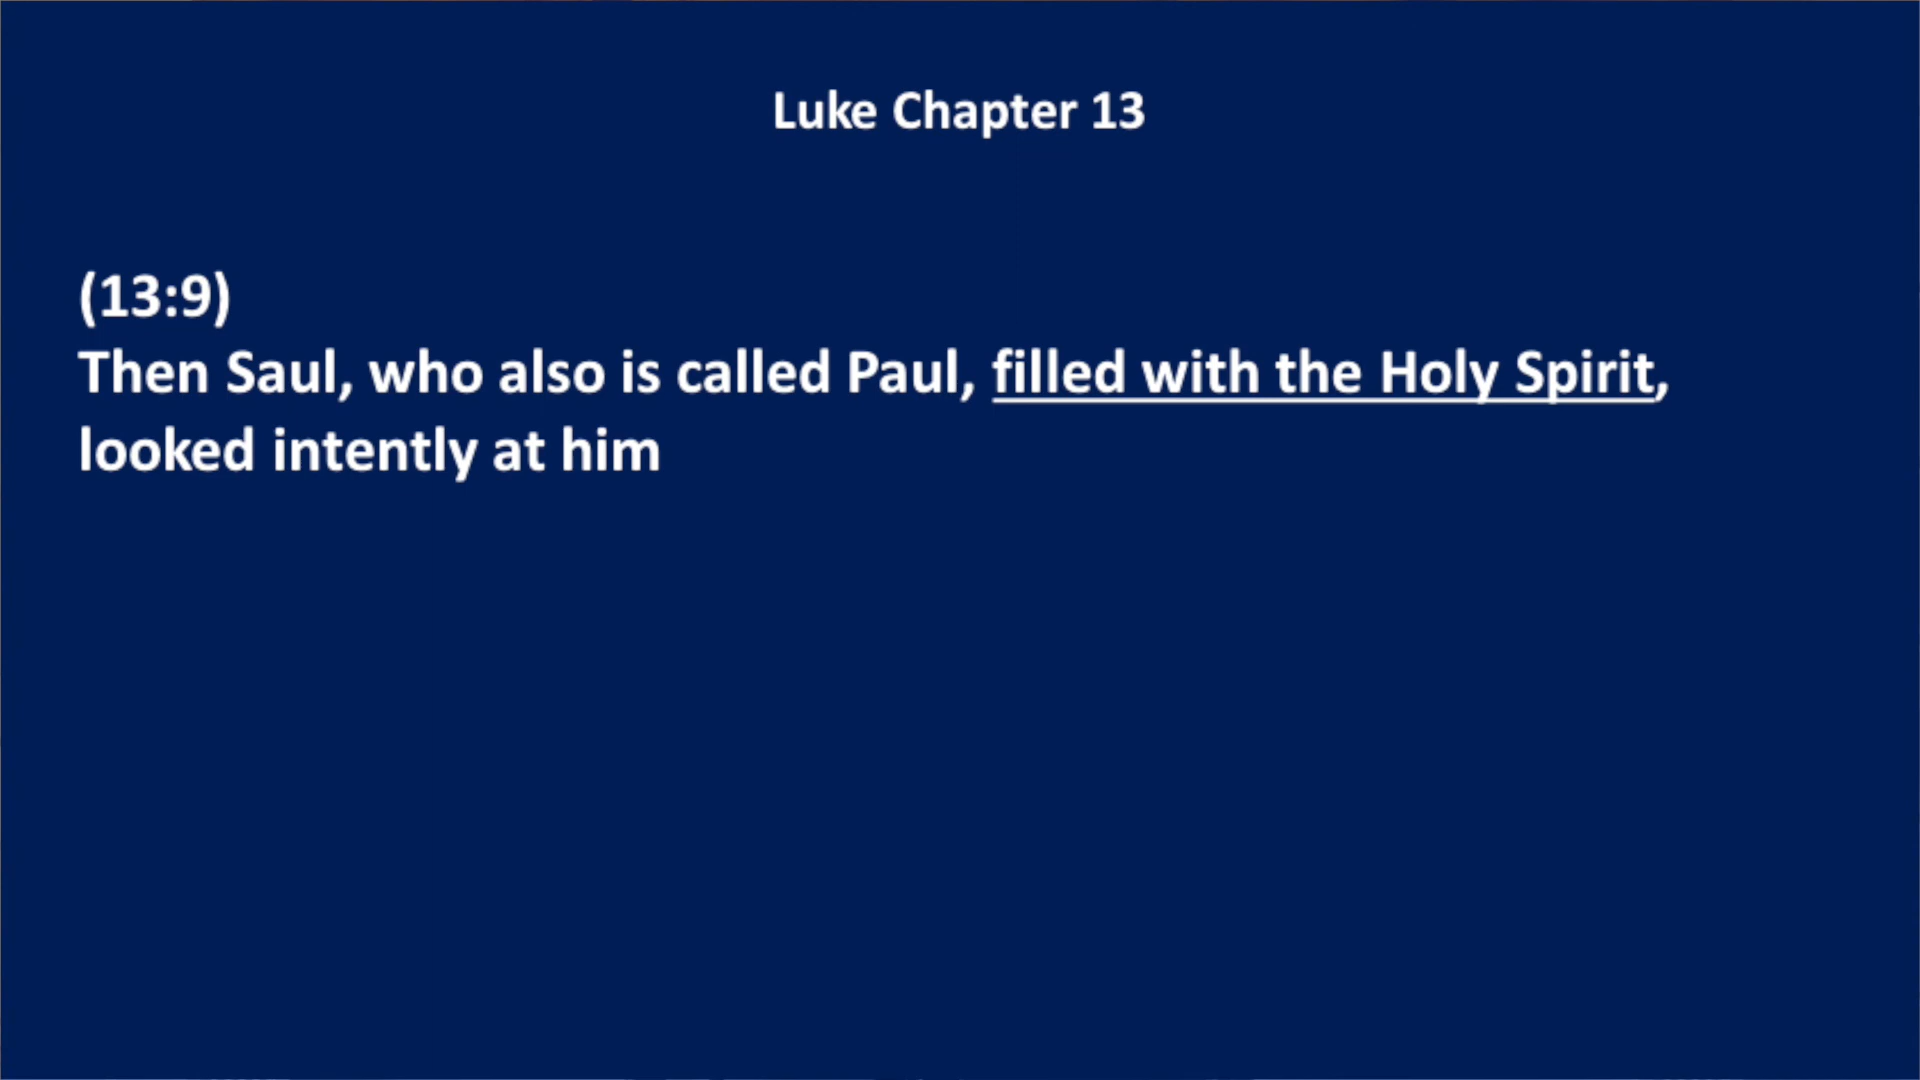 Luke Chapter 13
(13:9)
Then Saul, who also is called Paul, filled with the Holy Spirit,
looked intently at him